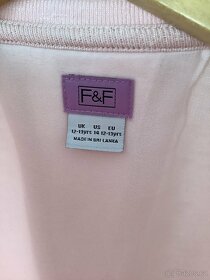 F&F
UK US EU
12-13yrs 14 12-13yrs
MADE IN SRI LANKA